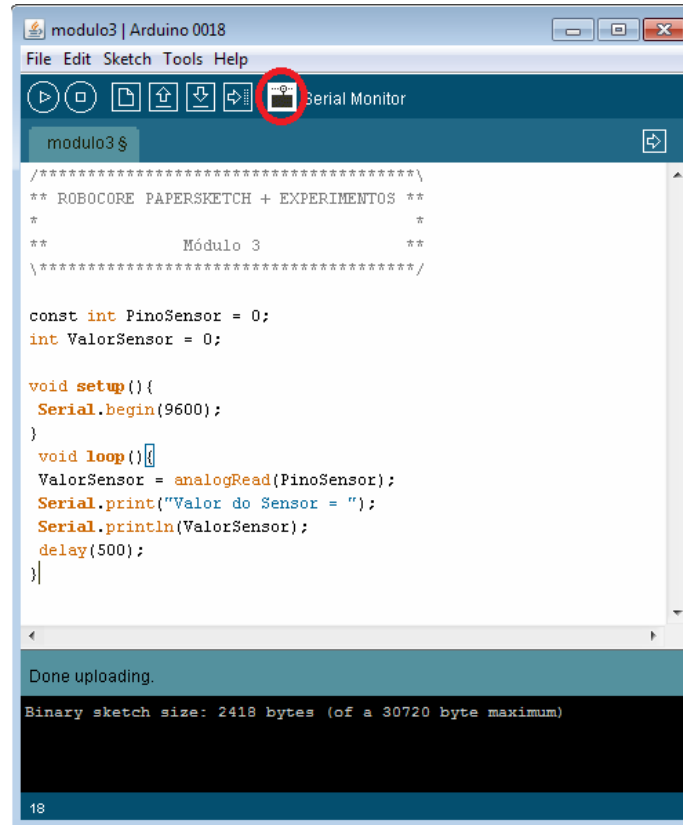 modulo3 | Arduino 0018
File Edit Sketch Tools Help
Serial Monitor
modulo3 §
/***************************************\
** ROBOCORE PAPERSKETCH + EXPERIMENTOS **
*                                       *
**              Módulo 3               **
\***************************************/
const int PinoSensor = 0;
int ValorSensor = 0;
void setup(){
Serial.begin(9600);
}
void loop(){
ValorSensor = analogRead(PinoSensor);
Serial.print("Valor do Sensor = ");
Serial.println(ValorSensor);
delay(500);
}
Done uploading.
Binary sketch size: 2418 bytes (of a 30720 byte maximum)
18